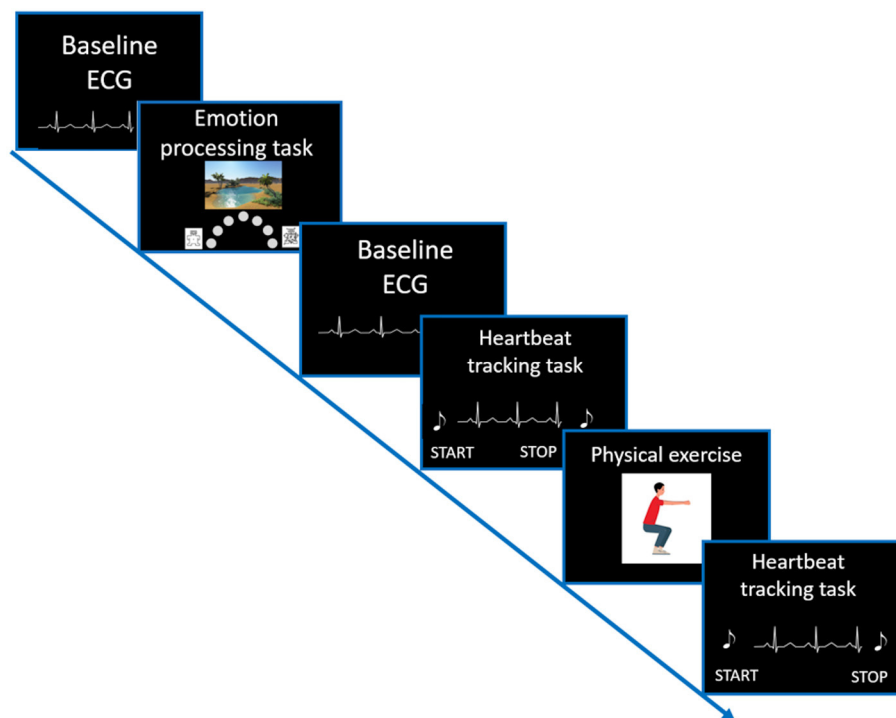 Baseline
ECG
Emotion
processing task
Baseline
ECG
Heartbeat
tracking task
START STOP
Physical exercise
Heartbeat
tracking task
START STOP